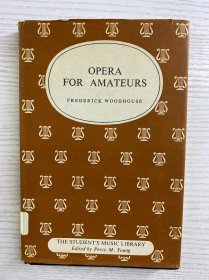 OPERA
FOR AMATEURS
FREDERICK WOODHOUSE
THE STUDENT'S MUSIC LIBRARY
Edited by Percy M. Young